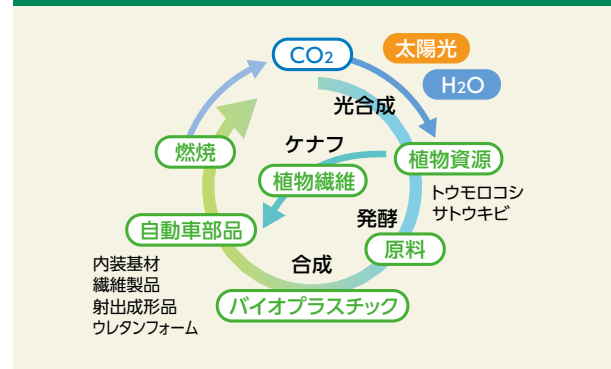 CO2
太陽光
H2O
光合成
ケナフ
燃焼
植物資源
植物繊維
トウモロコシ
サトウキビ
発酵
自動車部品
原料
内装基材
繊維製品
射出成形品
ウレタンフォーム
合成
バイオプラスチック